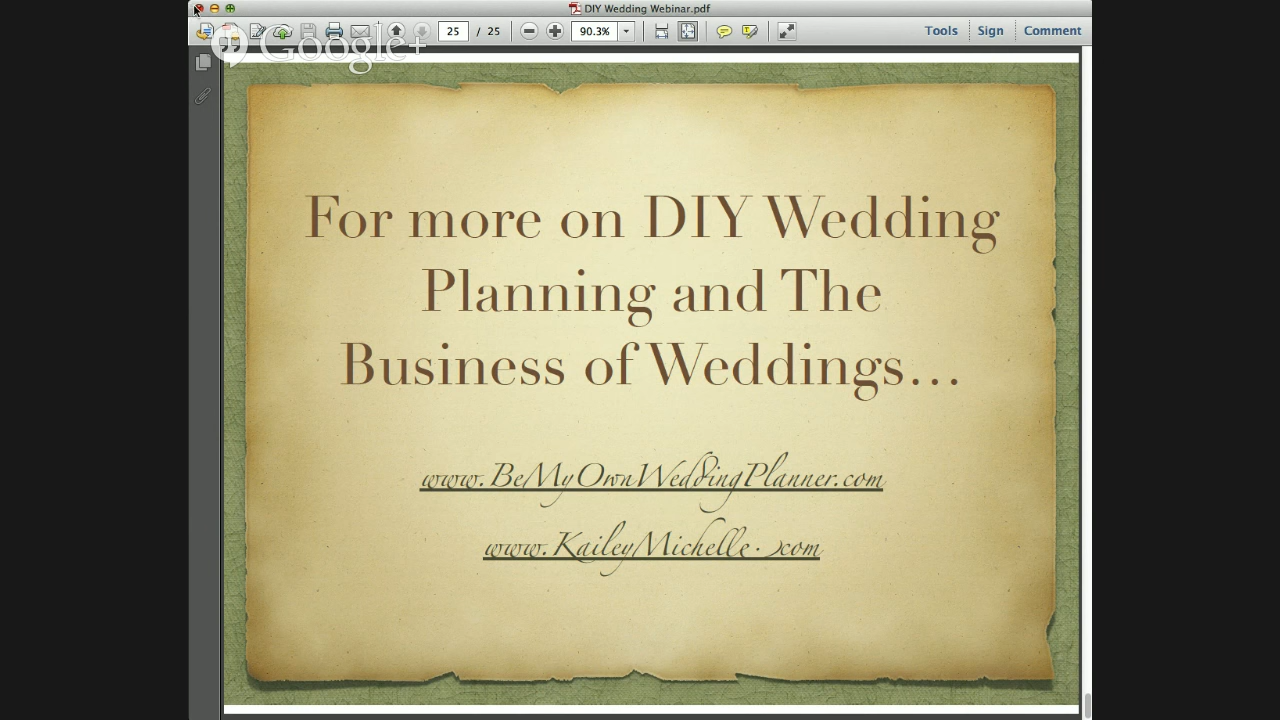 DIY Wedding Webinar.pdf
25 / 25 90.3% Tools Sign Comment
Google+
For more on DIY Wedding
Planning and The
Business of Weddings...
www.BeMyOwnWeddingPlanner.com
www.KaileyMichelle.com